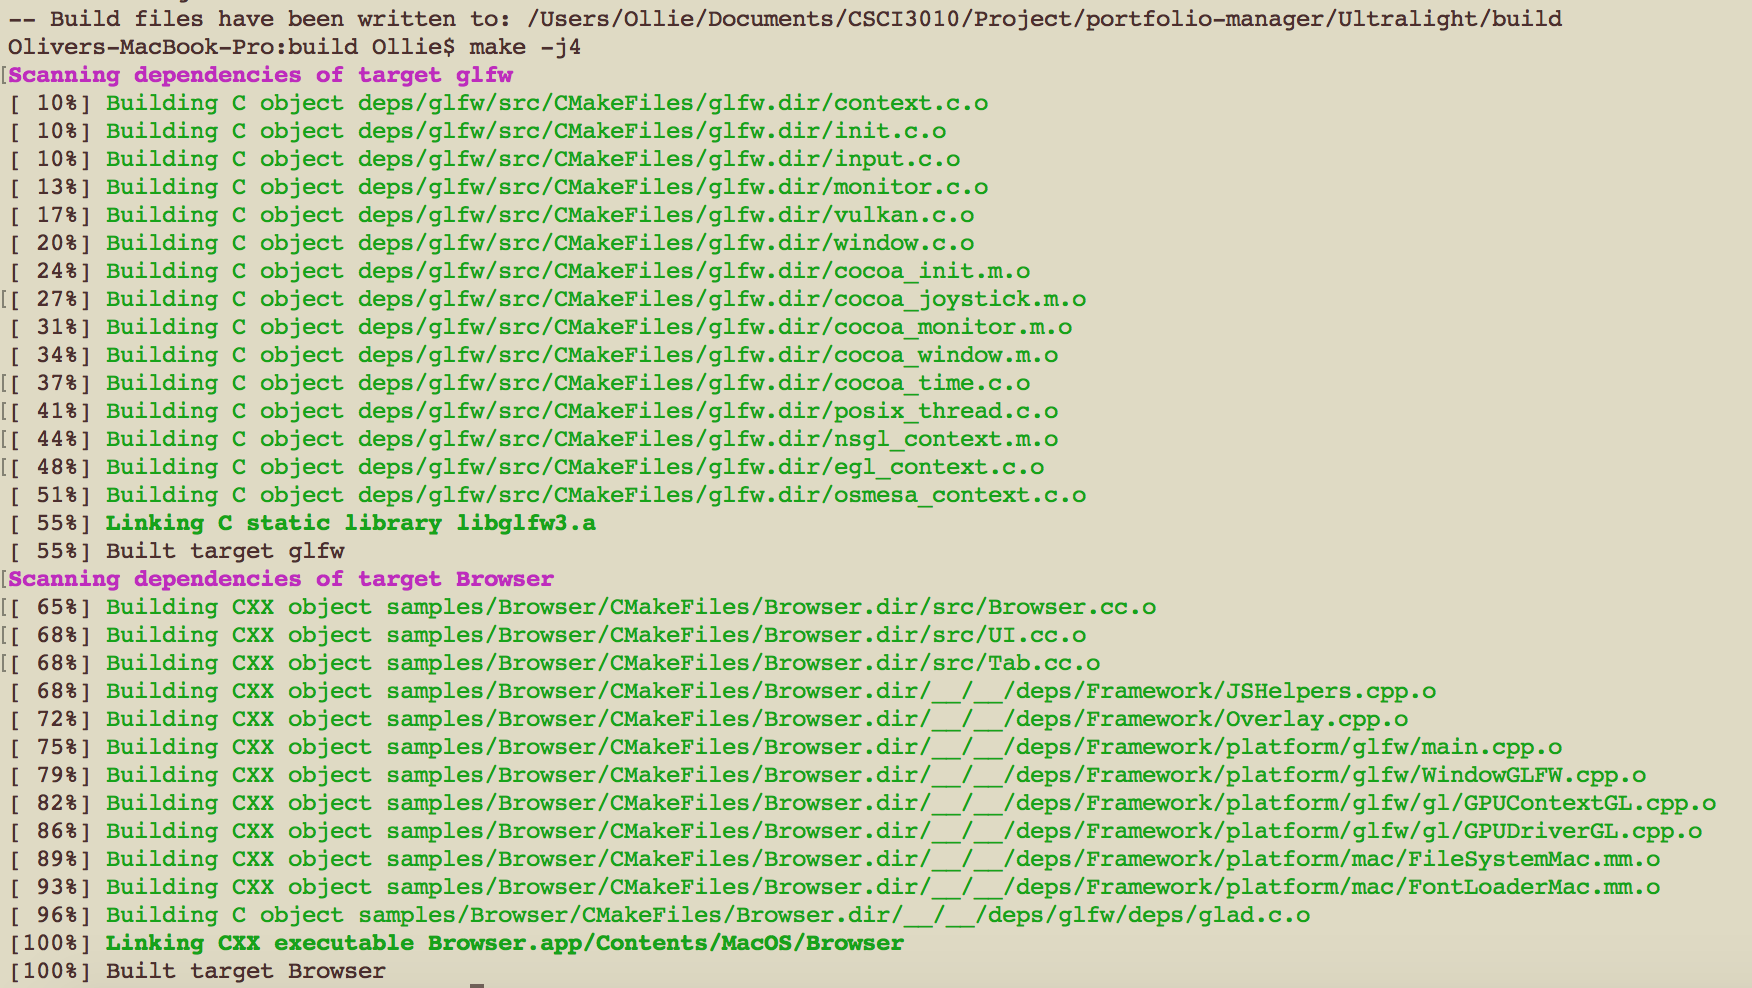 -- Build files have been written to: /Users/Ollie/Documents/CSCI3010/Project/portfolio-manager/Ultralight/build
Olivers-MacBook-Pro:build Ollie$ make -j4
[Scanning dependencies of target glfw
[ 10%] Building C object deps/glfw/src/CMakeFiles/glfw.dir/context.c.o
[ 10%] Building C object deps/glfw/src/CMakeFiles/glfw.dir/init.c.o
[ 10%] Building C object deps/glfw/src/CMakeFiles/glfw.dir/input.c.o
[ 13%] Building C object deps/glfw/src/CMakeFiles/glfw.dir/monitor.c.o
[ 17%] Building C object deps/glfw/src/CMakeFiles/glfw.dir/vulkan.c.o
[ 20%] Building C object deps/glfw/src/CMakeFiles/glfw.dir/window.c.o
[ 24%] Building C object deps/glfw/src/CMakeFiles/glfw.dir/cocoa_init.m.o
[[ 27%] Building C object deps/glfw/src/CMakeFiles/glfw.dir/cocoa_joystick.m.o
[ 31%] Building C object deps/glfw/src/CMakeFiles/glfw.dir/cocoa_monitor.m.o
[ 34%] Building C object deps/glfw/src/CMakeFiles/glfw.dir/cocoa_window.m.o
[[ 37%] Building C object deps/glfw/src/CMakeFiles/glfw.dir/cocoa_time.c.o
[[ 41%] Building C object deps/glfw/src/CMakeFiles/glfw.dir/posix_thread.c.o
[[ 44%] Building C object deps/glfw/src/CMakeFiles/glfw.dir/nsgl_context.m.o
[[ 48%] Building C object deps/glfw/src/CMakeFiles/glfw.dir/egl_context.c.o
[ 51%] Building C object deps/glfw/src/CMakeFiles/glfw.dir/osmesa_context.c.o
[ 55%] Linking C static library libglfw3.a
[ 55%] Built target glfw
[Scanning dependencies of target Browser
[[ 65%] Building CXX object samples/Browser/CMakeFiles/Browser.dir/src/Browser.cc.o
[[ 68%] Building CXX object samples/Browser/CMakeFiles/Browser.dir/src/UI.cc.o
[[ 68%] Building CXX object samples/Browser/CMakeFiles/Browser.dir/src/Tab.cc.o
[ 68%] Building CXX object samples/Browser/CMakeFiles/Browser.dir/__/__/deps/Framework/JSHelpers.cpp.o
[ 72%] Building CXX object samples/Browser/CMakeFiles/Browser.dir/__/__/deps/Framework/Overlay.cpp.o
[ 75%] Building CXX object samples/Browser/CMakeFiles/Browser.dir/__/__/deps/Framework/platform/glfw/main.cpp.o
[ 79%] Building CXX object samples/Browser/CMakeFiles/Browser.dir/__/__/deps/Framework/platform/glfw/WindowGLFW.cpp.o
[ 82%] Building CXX object samples/Browser/CMakeFiles/Browser.dir/__/__/deps/Framework/platform/glfw/gl/GPUContextGL.cpp.o
[ 86%] Building CXX object samples/Browser/CMakeFiles/Browser.dir/__/__/deps/Framework/platform/glfw/gl/GPUDriverGL.cpp.o
[ 89%] Building CXX object samples/Browser/CMakeFiles/Browser.dir/__/__/deps/Framework/platform/mac/FileSystemMac.mm.o
[ 93%] Building CXX object samples/Browser/CMakeFiles/Browser.dir/__/__/deps/Framework/platform/mac/FontLoaderMac.mm.o
[ 96%] Building C object samples/Browser/CMakeFiles/Browser.dir/__/__/deps/glfw/deps/glad.c.o
[100%] Linking CXX executable Browser.app/Contents/MacOS/Browser
[100%] Built target Browser